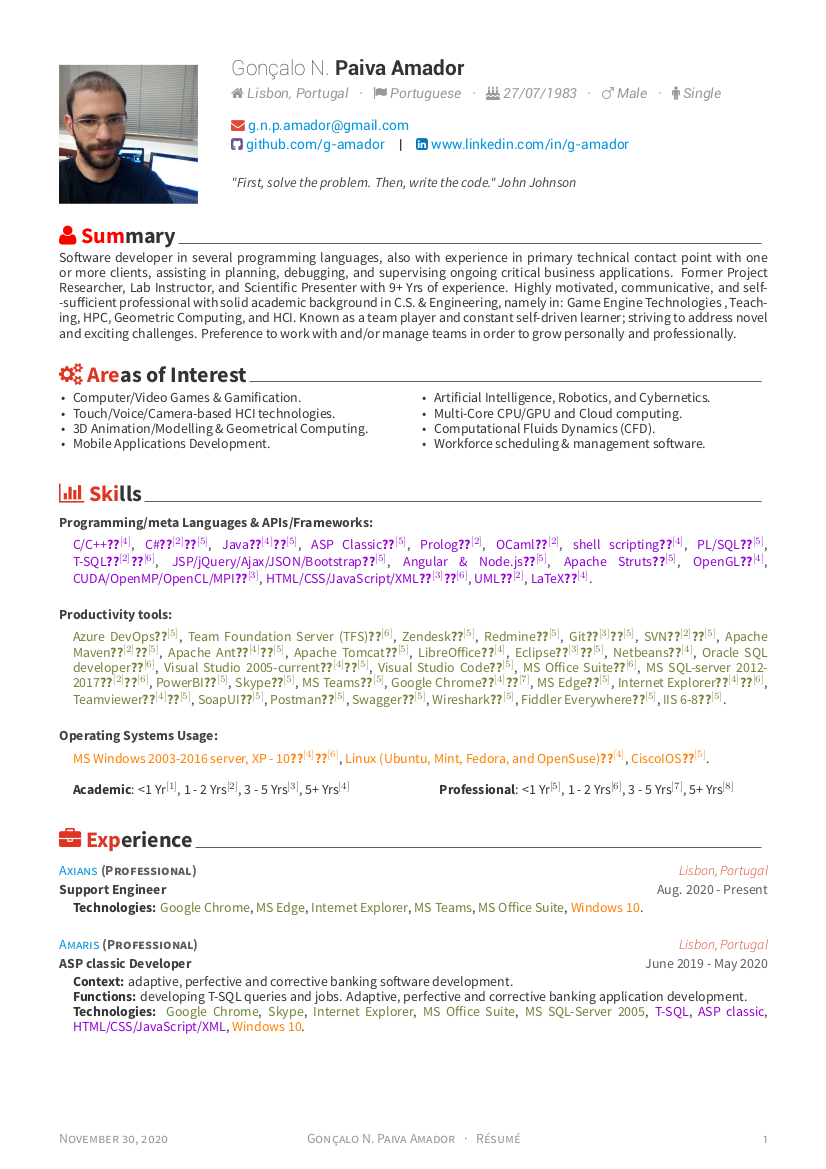 Gonçalo N. Paiva Amador
Lisbon, Portugal · Portuguese · 27/07/1983 · Male · Single
g.n.p.amador@gmail.com
github.com/g-amador | www.linkedin.com/in/g-amador
"First, solve the problem. Then, write the code." John Johnson
Summary
Software developer in several programming languages, also with experience in primary technical contact point with one
or more clients, assisting in planning, debugging, and supervising ongoing critical business applications. Former Project
Researcher, Lab Instructor, and Scientific Presenter with 9+ Yrs of experience. Highly motivated, communicative, and self-
-sufficient professional with solid academic background in C.S. & Engineering, namely in: Game Engine Technologies , Teach-
ing, HPC, Geometric Computing, and HCI. Known as a team player and constant self-driven learner; striving to address novel
and exciting challenges. Preference to work with and/or manage teams in order to grow personally and professionally.
Areas of Interest
• Computer/Video Games & Gamification.
• Touch/Voice/Camera-based HCI technologies.
• 3D Animation/Modelling & Geometrical Computing.
• Mobile Applications Development.
• Artificial Intelligence, Robotics, and Cybernetics.
• Multi-Core CPU/GPU and Cloud computing.
• Computational Fluids Dynamics (CFD).
• Workforce scheduling & management software.
Skills
Programming/meta Languages & APIs/Frameworks:
C/C++??[4], C#??[2]??[5], Java??[4]??[5], ASP Classic??[5], Prolog??[2], OCaml??[2], shell scripting??[4], PL/SQL??[5],
T-SQL??[2]??[6], JSP/jQuery/Ajax/JSON/Bootstrap??[5], Angular & Node.js??[5], Apache Struts??[5], OpenGL??[4],
CUDA/OpenMP/OpenCL/MPI??[3], HTML/CSS/JavaScript/XML??[3]??[6], UML??[2], LaTeX??[4].
Productivity tools:
Azure DevOps??[5], Team Foundation Server (TFS)??[6], Zendesk??[5], Redmine??[5], Git??[3]??[5], SVN??[2]??[5], Apache
Maven??[2]??[5], Apache Ant??[4]??[5], Apache Tomcat??[5], LibreOffice??[4], Eclipse??[3]??[5], Netbeans??[4], Oracle SQL
developer??[6], Visual Studio 2005-current??[4]??[5], Visual Studio Code??[5], MS Office Suite??[6], MS SQL-server 2012-
2017??[2]??[6], PowerBI??[5], Skype??[5], MS Teams??[5], Google Chrome??[4]??[7], MS Edge??[5], Internet Explorer??[4]??[6],
Teamviewer??[4]??[5], SoapUI??[5], Postman??[5], Swagger??[5], Wireshark??[5], Fiddler Everywhere??[5], IIS 6-8??[5].
Operating Systems Usage:
MS Windows 2003-2016 server, XP - 10??[4]??[6], Linux (Ubuntu, Mint, Fedora, and OpenSuse)??[4], CiscoIOS??[5].
Academic: <1 Yr[1], 1 - 2 Yrs[2], 3 - 5 Yrs[3], 5+ Yrs[4] Professional: <1 Yr[5], 1 - 2 Yrs[6], 3 - 5 Yrs[7], 5+ Yrs[8]
Experience
Axians (Professional) Lisbon, Portugal
Support Engineer Aug. 2020 - Present
Technologies: Google Chrome, MS Edge, Internet Explorer, MS Teams, MS Office Suite, Windows 10.
Amaris (Professional) Lisbon, Portugal
ASP classic Developer June 2019 - May 2020
Context: adaptive, perfective and corrective banking software development.
Functions: developing T-SQL queries and jobs. Adaptive, perfective and corrective banking application development.
Technologies: Google Chrome, Skype, Internet Explorer, MS Office Suite, MS SQL-Server 2005, T-SQL, ASP classic,
HTML/CSS/JavaScript/XML, Windows 10.
November 30, 2020 Gonçalo N. Paiva Amador · Résumé 1